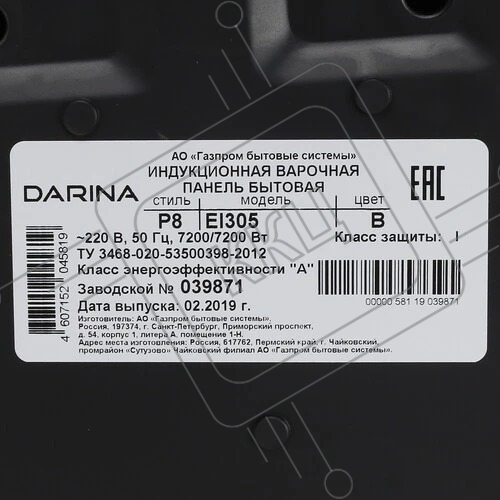 АО «Газпром бытовые системы»
ИНДУКЦИОННАЯ ВАРОЧНАЯ
ПАНЕЛЬ БЫТОВАЯ
DARINA
EAC
стиль модель цвет
P8 EI305 B
~220 В, 50 Гц, 7200/7200 Вт Класс защиты: I
ТУ 3468-020-53500398-2012
Класс энергоэффективности "А"
Заводской № 039871
Дата выпуска: 02.2019 г.
00000 581 19 039871
Изготовитель: АО «Газпром бытовые системы».
Россия, 197374, г. Санкт-Петербург, Приморский проспект,
д. 54, корпус 1, литера А, помещение 1-Н.
Адрес места изготовления: Россия, 617762, Пермский край, г. Чайковский,
промрайон «Сутузово» Чайковский филиал АО «Газпром бытовые системы».
4 607152 045819